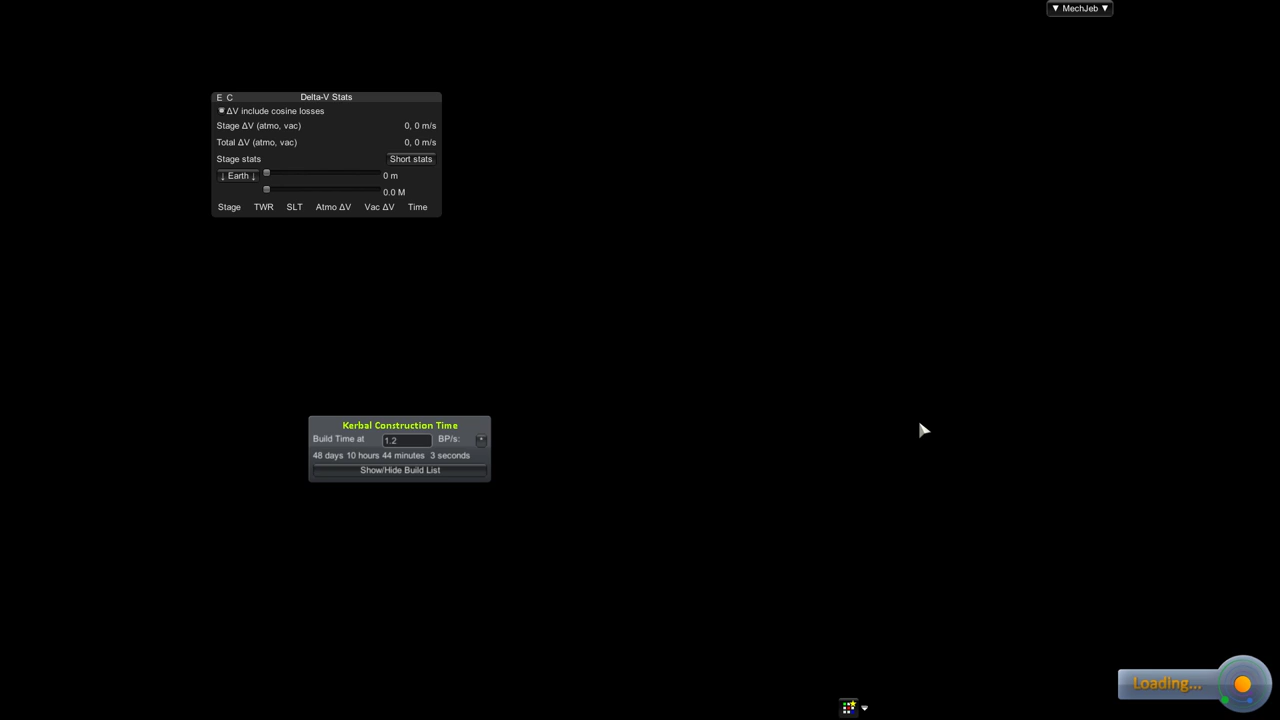 ▼ MechJeb ▼
E C Delta-V Stats
ΔV include cosine losses
Stage ΔV (atmo, vac) 0, 0 m/s
Total ΔV (atmo, vac) 0, 0 m/s
Stage stats Short stats
↓ Earth ↓ 0 m
0.0 M
Stage TWR SLT Atmo ΔV Vac ΔV Time
Kerbal Construction Time
Build Time at 1.2 BP/s: *
48 days 10 hours 44 minutes 3 seconds
Show/Hide Build List
Loading...